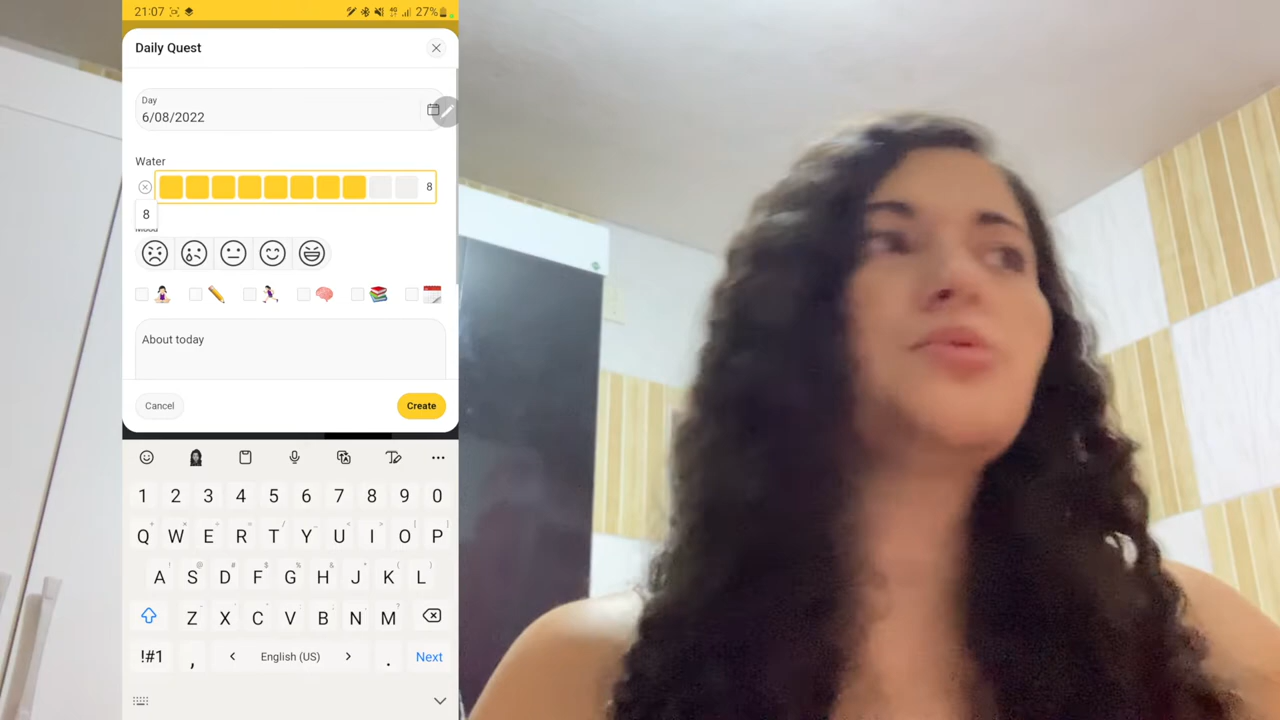 21:07 27%
Daily Quest
Day
6/08/2022
Water
8
8
Mood
About today
Cancel Create
1 2 3 4 5 6 7 8 9 0
Q W E R T Y U I O P
A S D F G H J K L
Z X C V B N M
!#1 , < English (US) > . Next